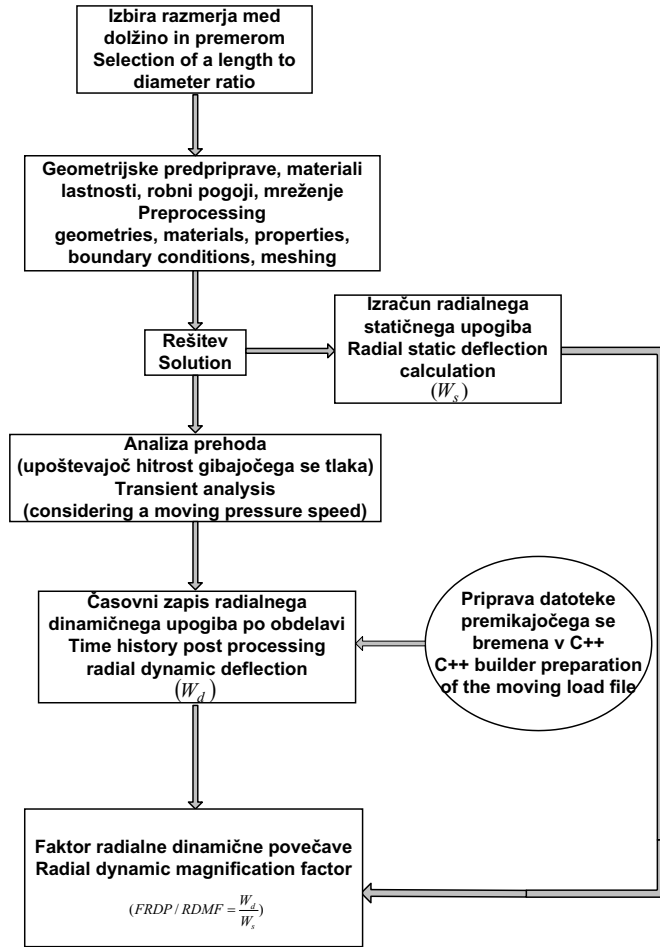 Izbira razmerja med
dolžino in premerom
Selection of a length to
diameter ratio
Geometrijske predpriprave, materiali
lastnosti, robni pogoji, mreženje
Preprocessing
geometries, materials, properties,
boundary conditions, meshing
Rešitev
Solution
Izračun radialnega
statičnega upogiba
Radial static deflection
calculation
(W_s)
Analiza prehoda
(upoštevajoč hitrost gibajočega se tlaka)
Transient analysis
(considering a moving pressure speed)
Časovni zapis radialnega
dinamičnega upogiba po obdelavi
Time history post processing
radial dynamic deflection
(W_d)
Priprava datoteke
premikajočega se
bremena v C++
C++ builder preparation
of the moving load file
Faktor radialne dinamične povečave
Radial dynamic magnification factor
(FRDP / RDMF = W_d / W_s)